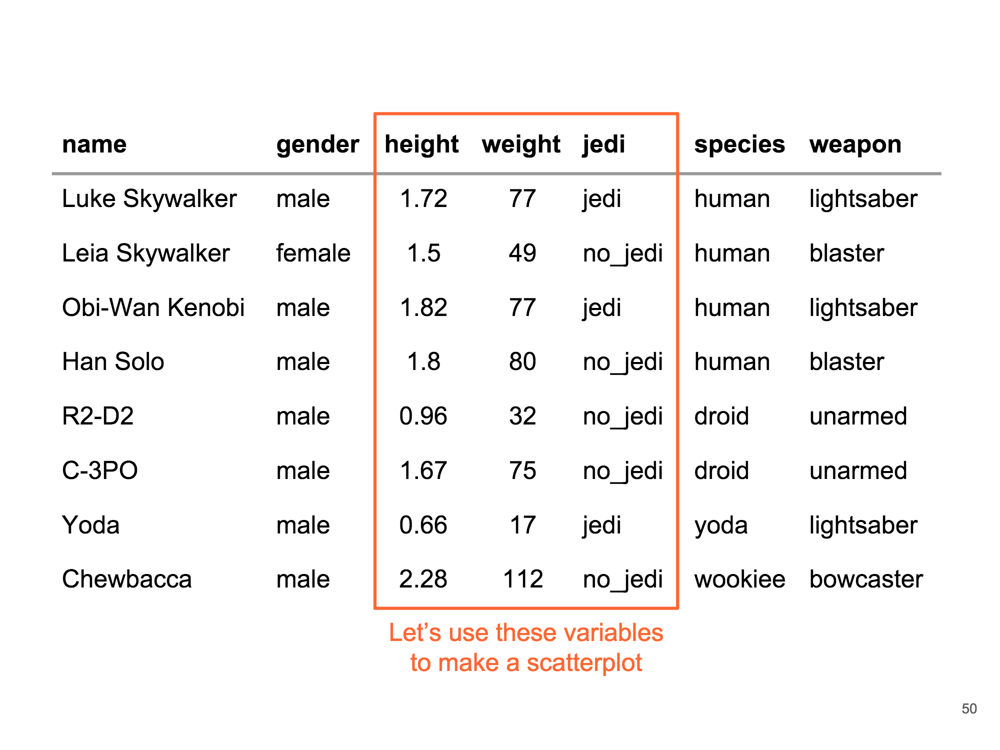 name gender height weight jedi species weapon
Luke Skywalker male 1.72 77 jedi human lightsaber
Leia Skywalker female 1.5 49 no_jedi human blaster
Obi-Wan Kenobi male 1.82 77 jedi human lightsaber
Han Solo male 1.8 80 no_jedi human blaster
R2-D2 male 0.96 32 no_jedi droid unarmed
C-3PO male 1.67 75 no_jedi droid unarmed
Yoda male 0.66 17 jedi yoda lightsaber
Chewbacca male 2.28 112 no_jedi wookiee bowcaster
Let’s use these variables
to make a scatterplot
50